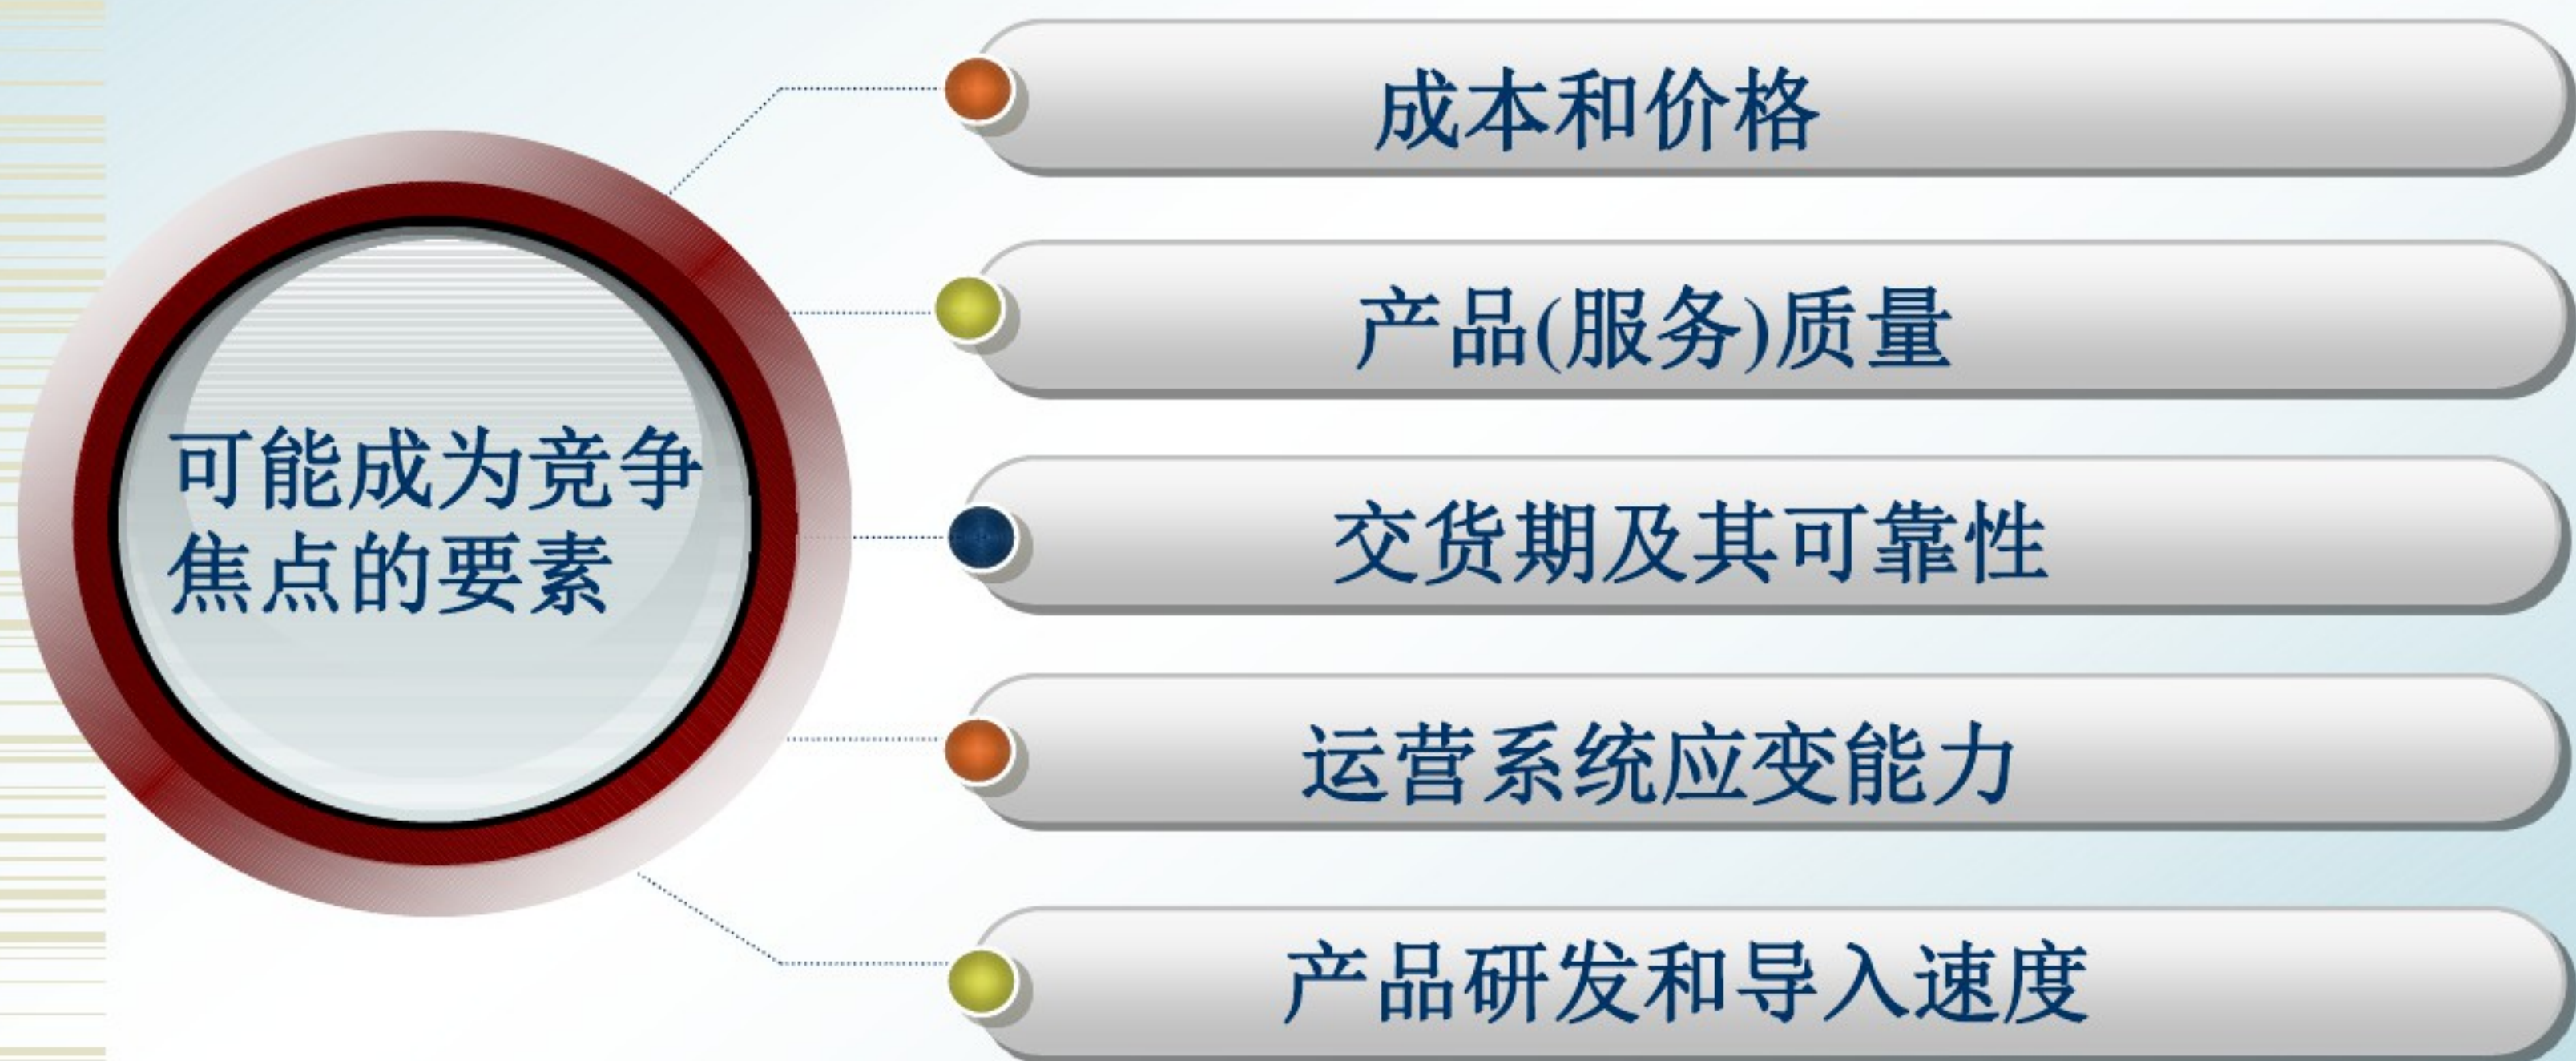 可能成为竞争
焦点的要素
成本和价格
产品(服务)质量
交货期及其可靠性
运营系统应变能力
产品研发和导入速度